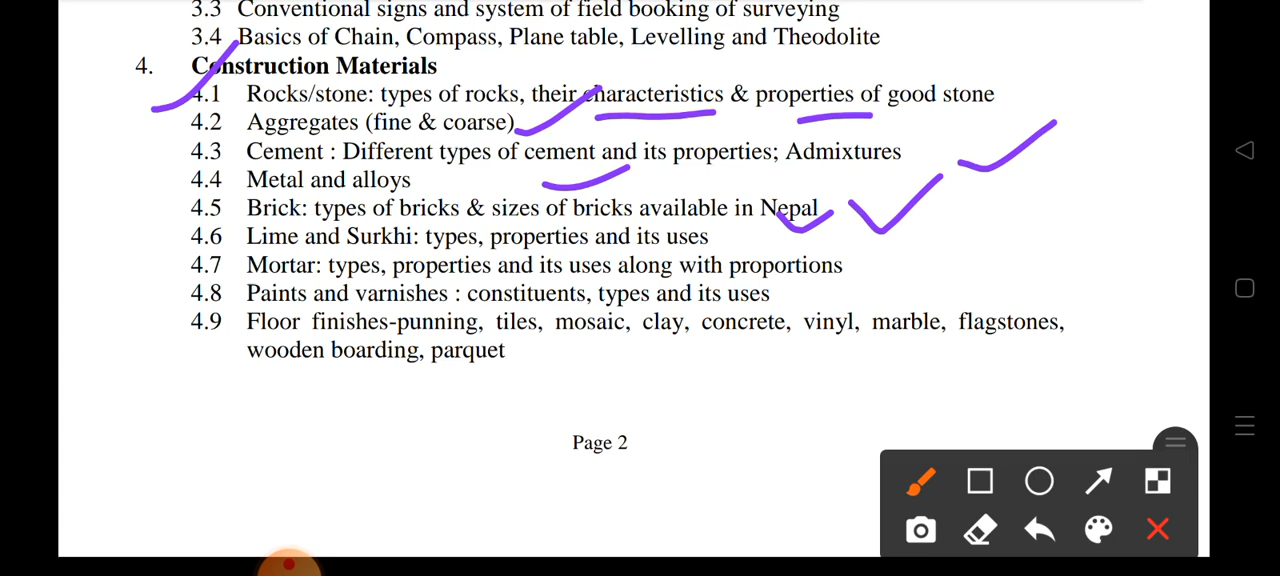 3.3 Conventional signs and system of field booking of surveying
3.4 Basics of Chain, Compass, Plane table, Levelling and Theodolite
4. Construction Materials
4.1 Rocks/stone: types of rocks, their characteristics & properties of good stone
4.2 Aggregates (fine & coarse)
4.3 Cement : Different types of cement and its properties; Admixtures
4.4 Metal and alloys
4.5 Brick: types of bricks & sizes of bricks available in Nepal
4.6 Lime and Surkhi: types, properties and its uses
4.7 Mortar: types, properties and its uses along with proportions
4.8 Paints and varnishes : constituents, types and its uses
4.9 Floor finishes-punning, tiles, mosaic, clay, concrete, vinyl, marble, flagstones,
wooden boarding, parquet
Page 2